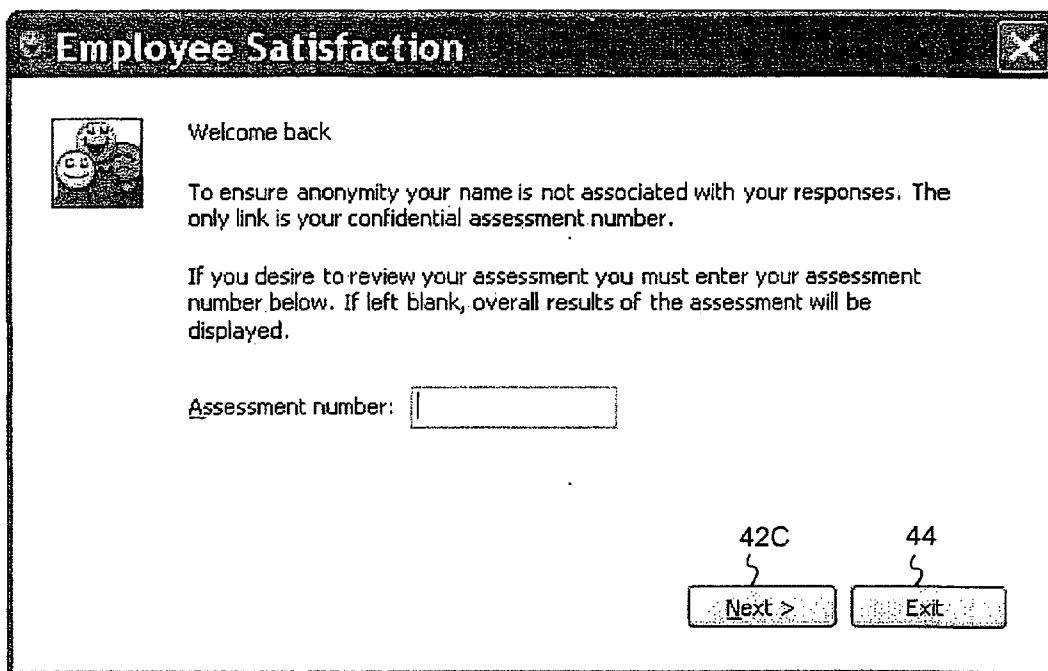 Employee Satisfaction
Welcome back
To ensure anonymity your name is not associated with your responses. The
only link is your confidential assessment number.
If you desire to review your assessment you must enter your assessment
number below. If left blank, overall results of the assessment will be
displayed.
Assessment number:
42C 44
Next > Exit